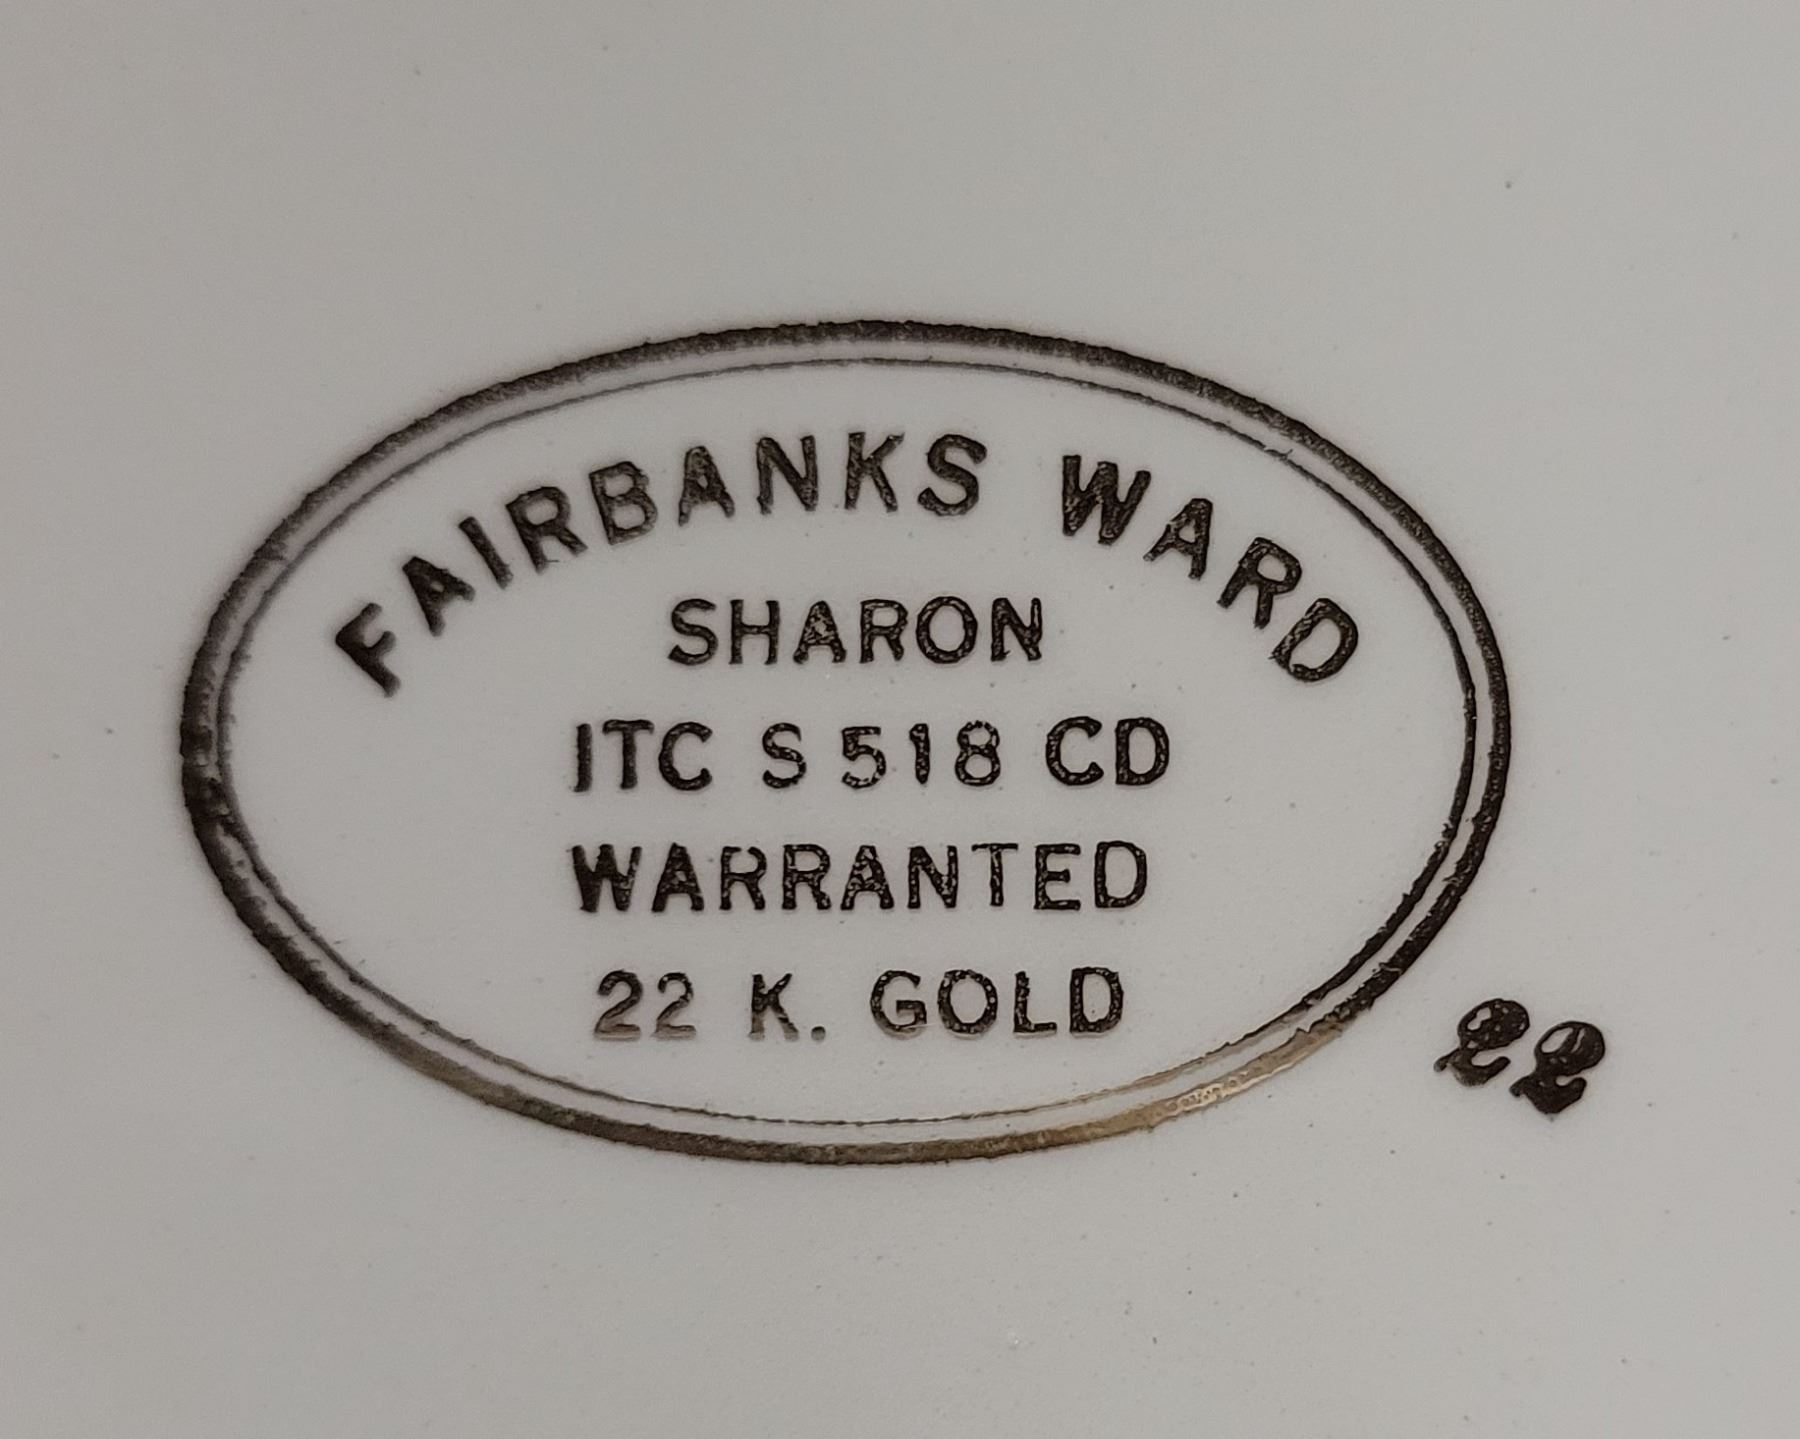 FAIRBANKS WARD
SHARON
ITC S 518 CD
WARRANTED
22 K. GOLD
22